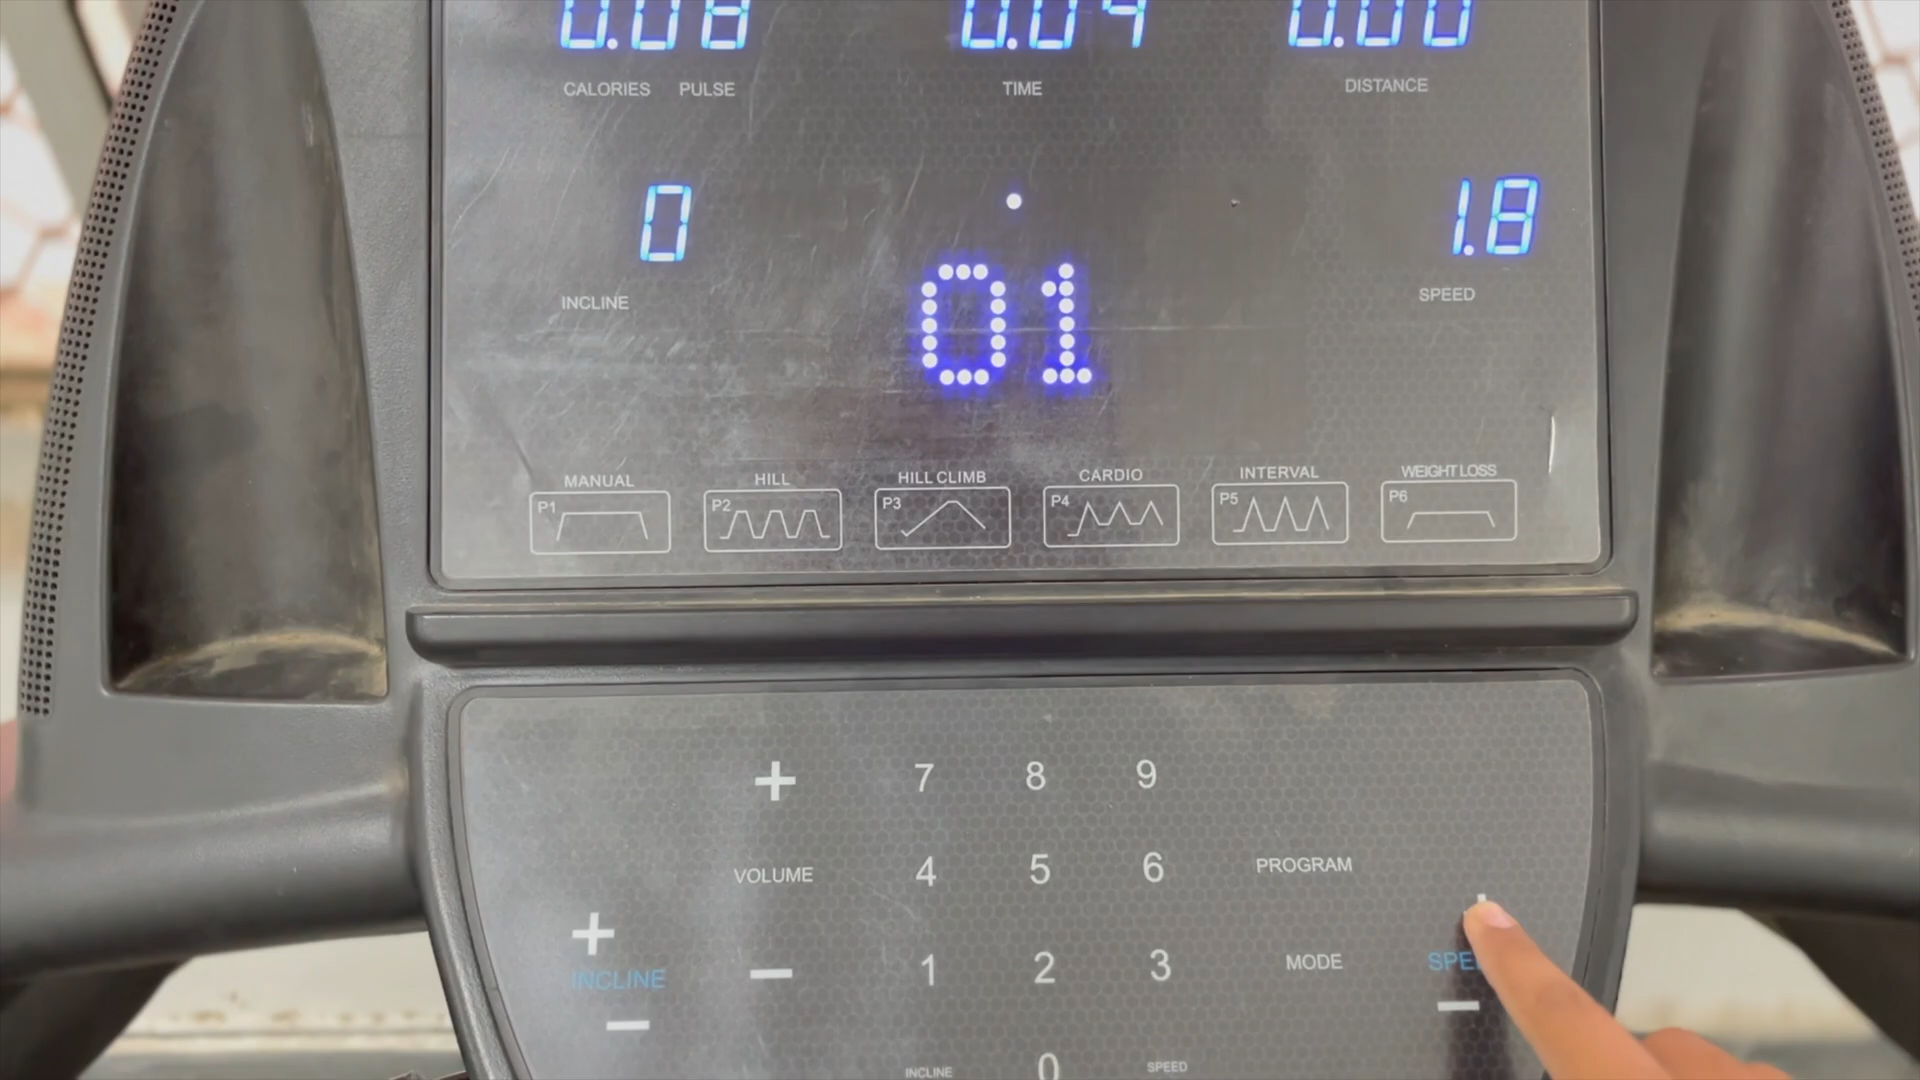 0.08 0.04 0.00
CALORIES PULSE TIME DISTANCE
0 1.8
INCLINE SPEED
01
MANUAL HILL HILL CLIMB CARDIO INTERVAL WEIGHT LOSS
P1 P2 P3 P4 P5 P6
+ 7 8 9
VOLUME 4 5 6 PROGRAM
+
INCLINE - 1 2 3 MODE
- -
INCLINE 0 SPEED